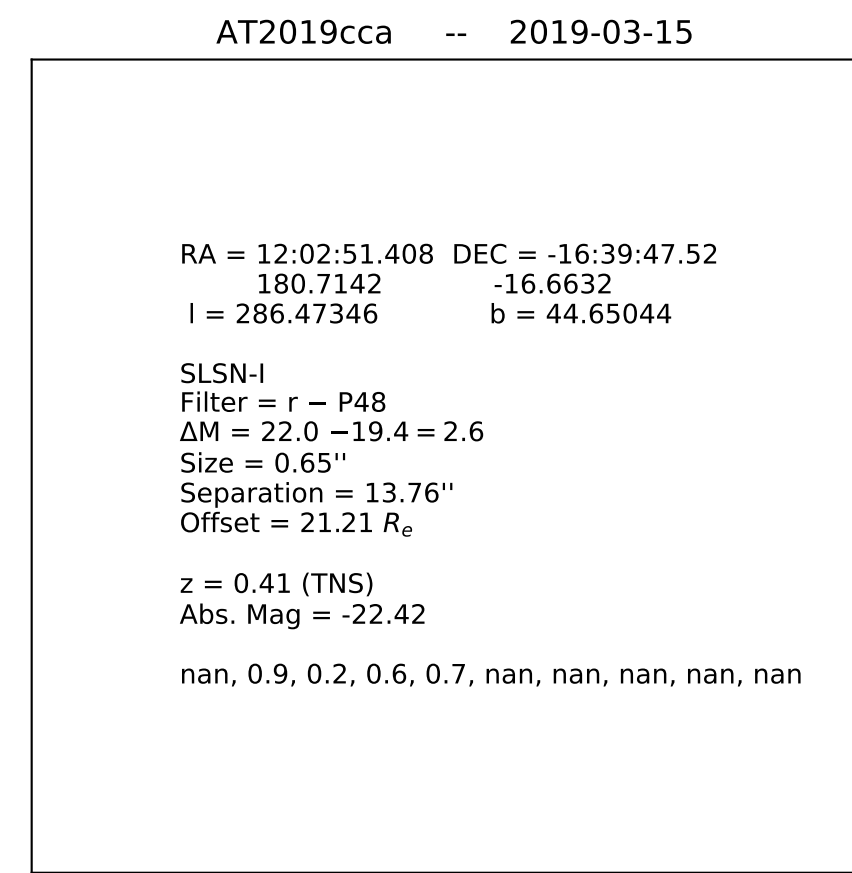 AT2019cca -- 2019-03-15
RA = 12:02:51.408 DEC = -16:39:47.52
180.7142 -16.6632
l = 286.47346 b = 44.65044
SLSN-I
Filter = r − P48
ΔM = 22.0 −19.4 = 2.6
Size = 0.65''
Separation = 13.76''
Offset = 21.21 Rₑ
z = 0.41 (TNS)
Abs. Mag = -22.42
nan, 0.9, 0.2, 0.6, 0.7, nan, nan, nan, nan, nan